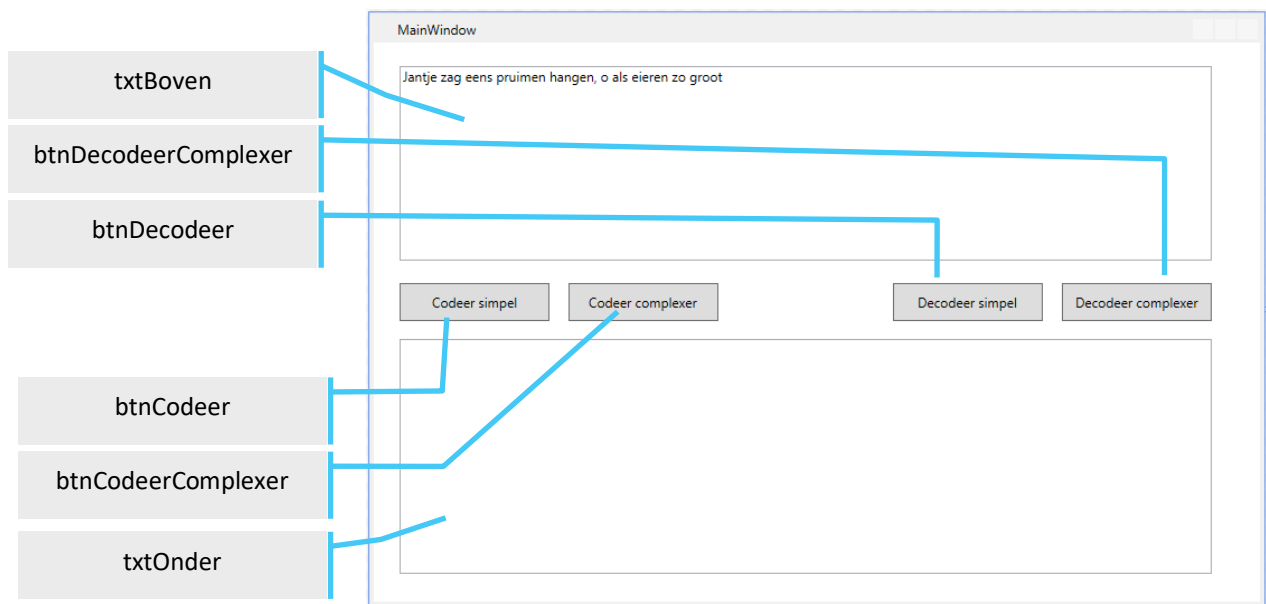 txtBoven
btnDecodeerComplexer
btnDecodeer
btnCodeer
btnCodeerComplexer
txtOnder
MainWindow
Jantje zag eens pruimen hangen, o als eieren zo groot
Codeer simpel
Codeer complexer
Decodeer simpel
Decodeer complexer